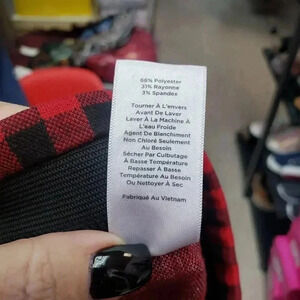 66% Polyester
31% Rayonne
3% Spandex
Tourner À L'envers
Avant De Laver
Laver À La Machine À
L'eau Froide
Agent De Blanchiment
Non Chloré Seulement
Au Besoin
Sécher Par Culbutage
À Basse Température
Repasser À Basse
Température Au Besoin
Ou Nettoyer À Sec
Fabriqué Au Vietnam